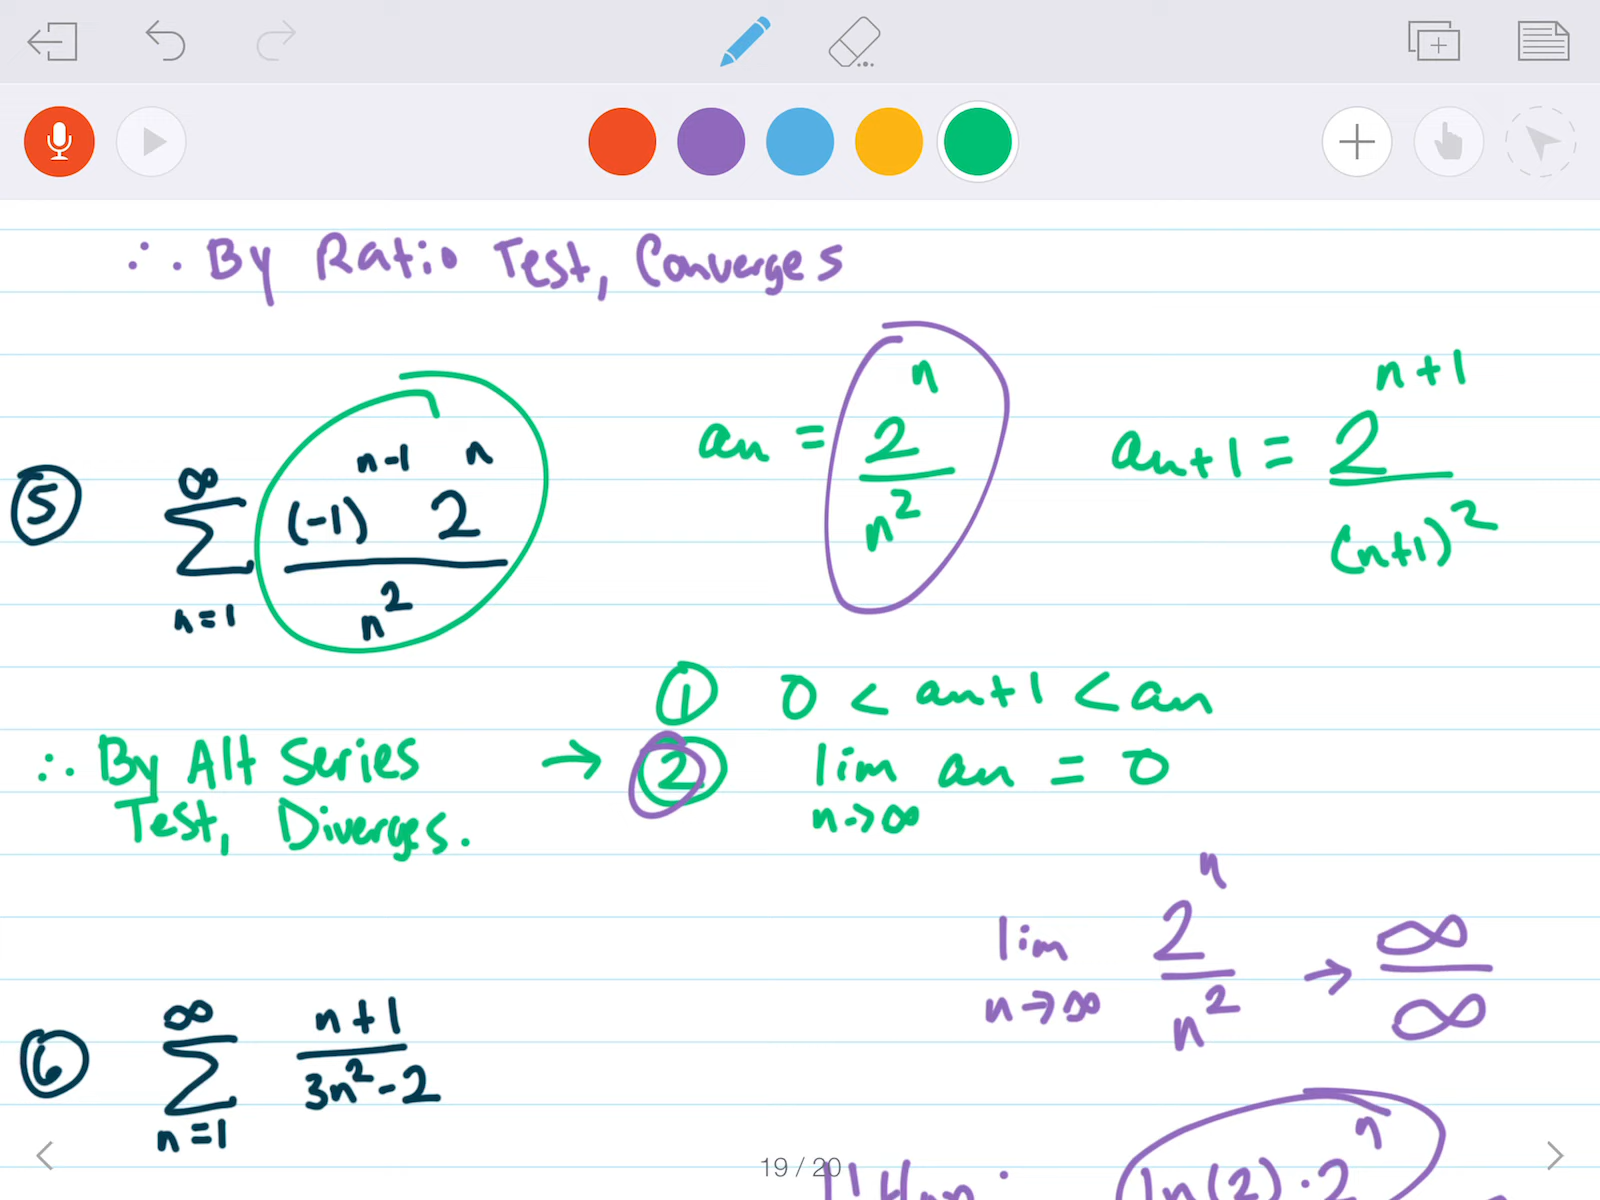 ∴ By Ratio Test, Converges
⑤ ∞ ∑ n=1 (-1)^(n-1) 2^n / n^2
an = 2^n / n^2
an+1 = 2^(n+1) / (n+1)^2
① 0 < an+1 < an
∴ By Alt Series → ② lim n→∞ an = 0
Test, Diverges.
lim n→∞ 2^n / n^2 → ∞ / ∞
⑥ ∞ ∑ n=1 n+1 / 3n^2-2
ln(2)·2^n
19 / 20